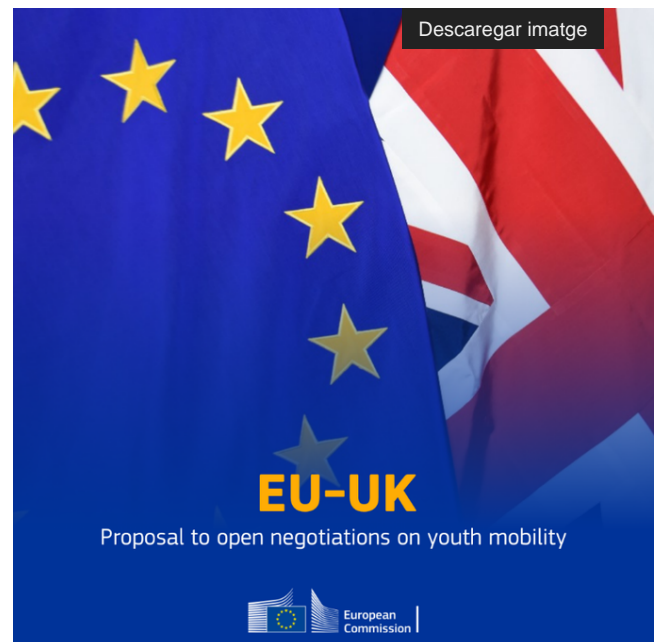 Descaregar imatge
EU-UK
Proposal to open negotiations on youth mobility
European
Commission